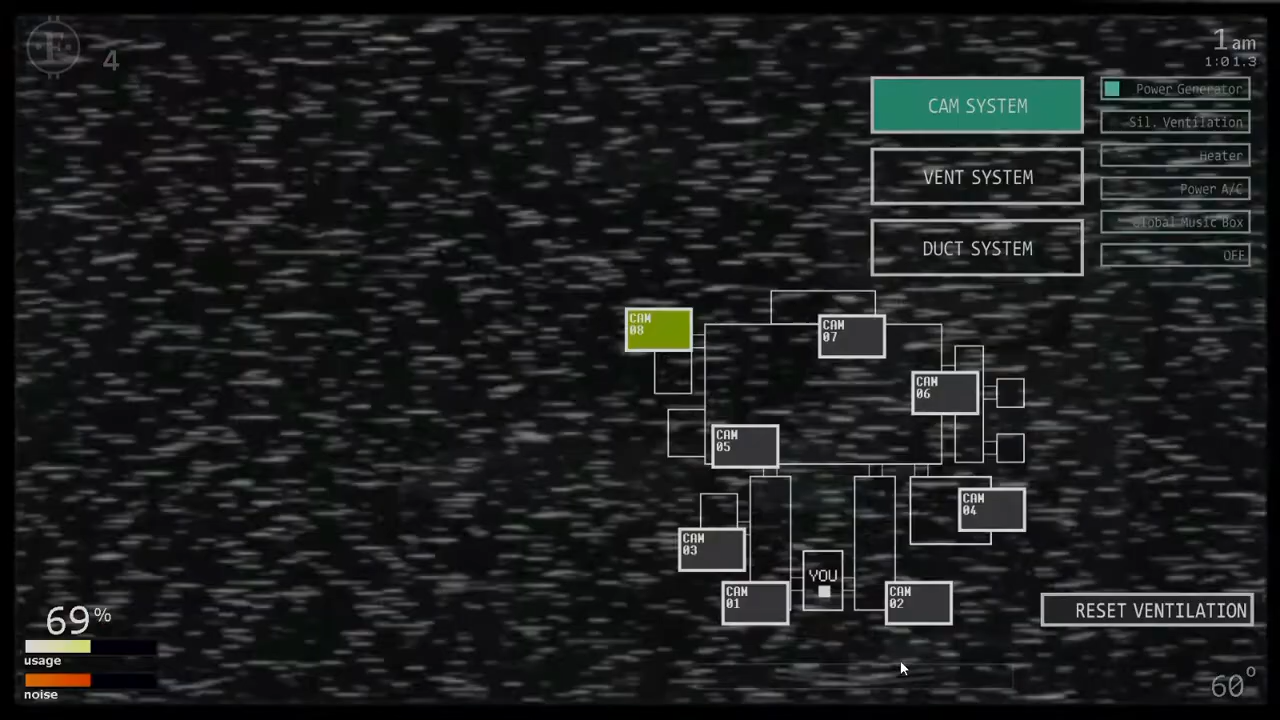 F
4
1 am
1:01.3
CAM SYSTEM
VENT SYSTEM
DUCT SYSTEM
Power Generator
Sil. Ventilation
Heater
Power A/C
Global Music Box
OFF
CAM
08
CAM
07
CAM
06
CAM
05
CAM
04
CAM
03
YOU
CAM
01
CAM
02
RESET VENTILATION
69%
usage
noise
60°